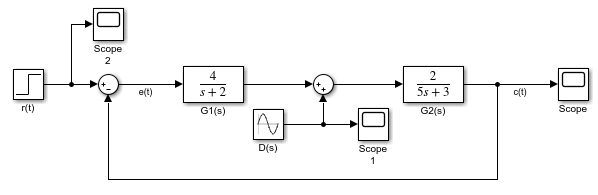 Scope
2
r(t)
+
−
e(t)
4
s + 2
G1(s)
+
+
2
5s + 3
G2(s)
c(t)
Scope
D(s)
Scope
1